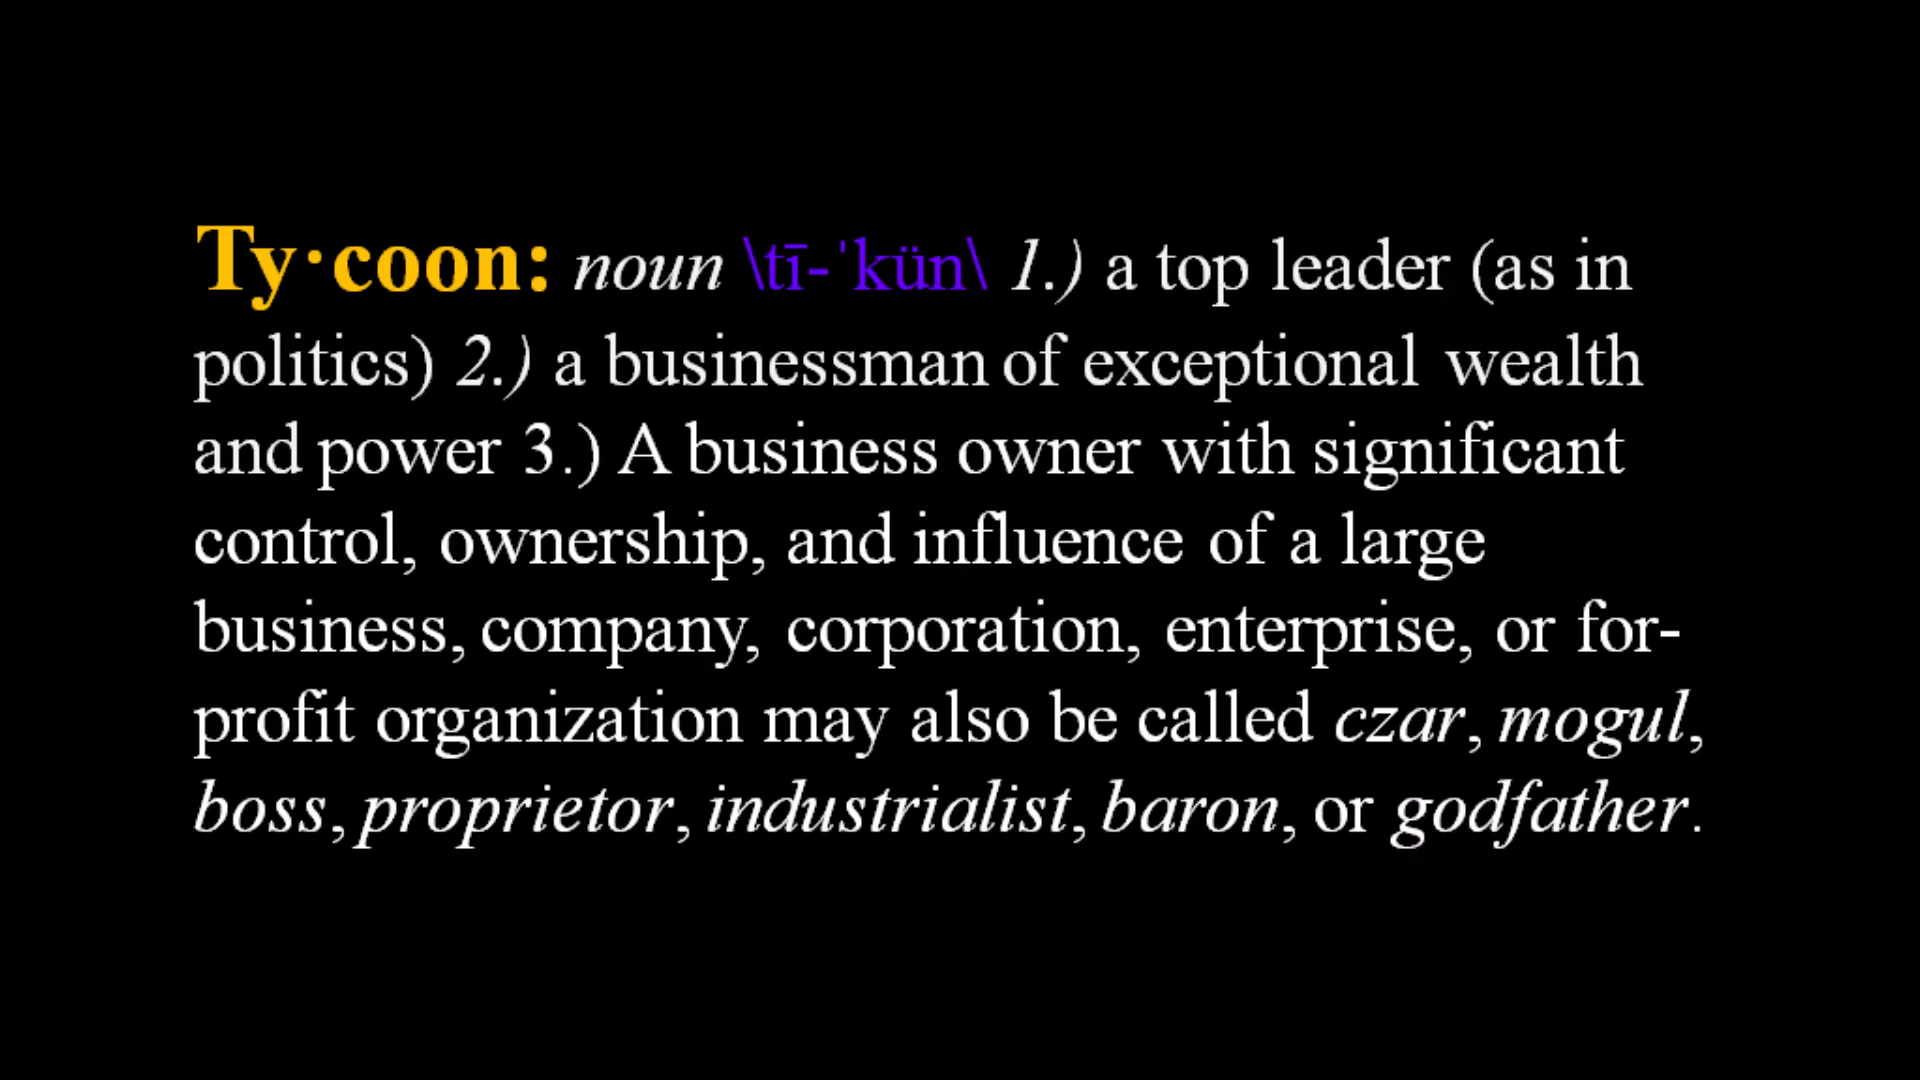 Ty·coon: noun \tī-ˈkün\ 1.) a top leader (as in
politics) 2.) a businessman of exceptional wealth
and power 3.) A business owner with significant
control, ownership, and influence of a large
business, company, corporation, enterprise, or for-
profit organization may also be called czar, mogul,
boss, proprietor, industrialist, baron, or godfather.